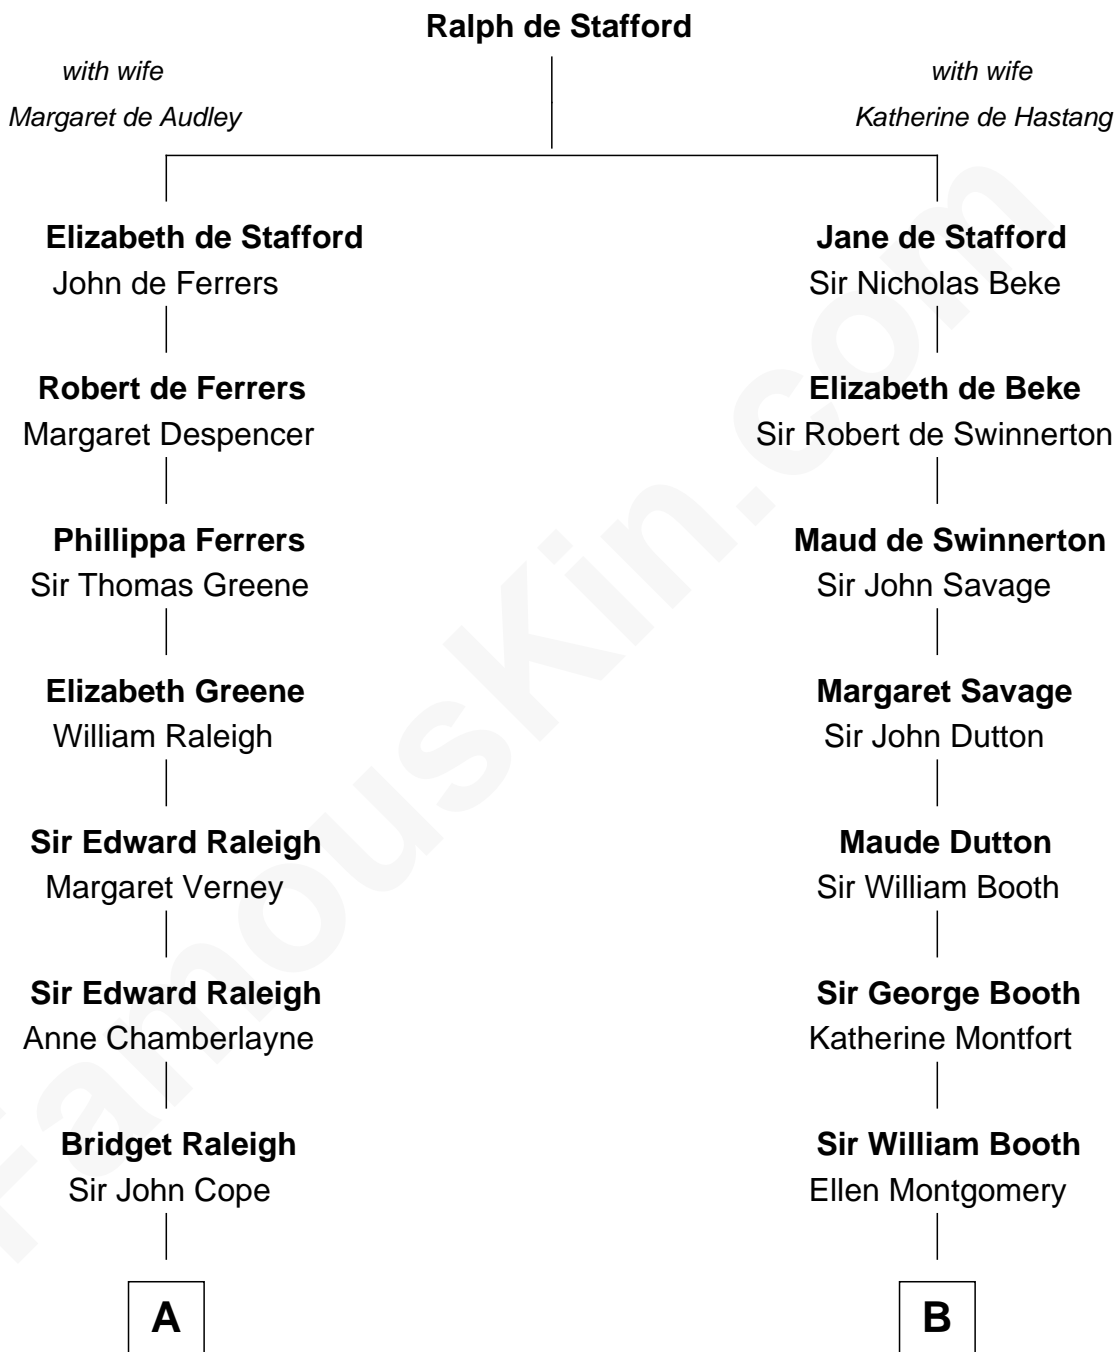 Ralph de Stafford
with wife
Margaret de Audley
with wife
Katherine de Hastang
Elizabeth de Stafford
John de Ferrers
Jane de Stafford
Sir Nicholas Beke
Robert de Ferrers
Margaret Despencer
Elizabeth de Beke
Sir Robert de Swinnerton
Phillippa Ferrers
Sir Thomas Greene
Maud de Swinnerton
Sir John Savage
Elizabeth Greene
William Raleigh
Margaret Savage
Sir John Dutton
Sir Edward Raleigh
Margaret Verney
Maude Dutton
Sir William Booth
Sir Edward Raleigh
Anne Chamberlayne
Sir George Booth
Katherine Montfort
Bridget Raleigh
Sir John Cope
Sir William Booth
Ellen Montgomery
A
B
FamousKin.com